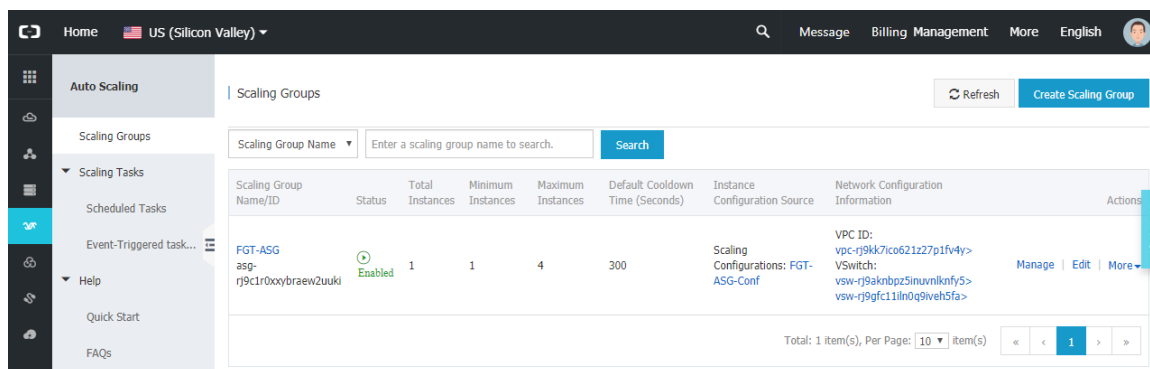 Home US (Silicon Valley) Message Billing Management More English
Auto Scaling
Scaling Groups
Scaling Tasks
Scheduled Tasks
Event-Triggered task...
Help
Quick Start
FAQs
Scaling Groups Refresh Create Scaling Group
Scaling Group Name Enter a scaling group name to search. Search
Scaling Group Name/ID Status Total Instances Minimum Instances Maximum Instances Default Cooldown Time (Seconds) Instance Configuration Source Network Configuration Information Actions
FGT-ASG
asg-
rj9c1r0xxybraew2uuki
Enabled
1 1 4 300
Scaling
Configurations: FGT-
ASG-Conf
VPC ID:
vpc-rj9kk7ico621z27p1fv4y>
VSwitch:
vsw-rj9aknbpz5inuvnlknfy5>
vsw-rj9gfc11iln0q9iveh5fa>
Manage | Edit | More
Total: 1 item(s), Per Page: 10 item(s) « ‹ 1 › »